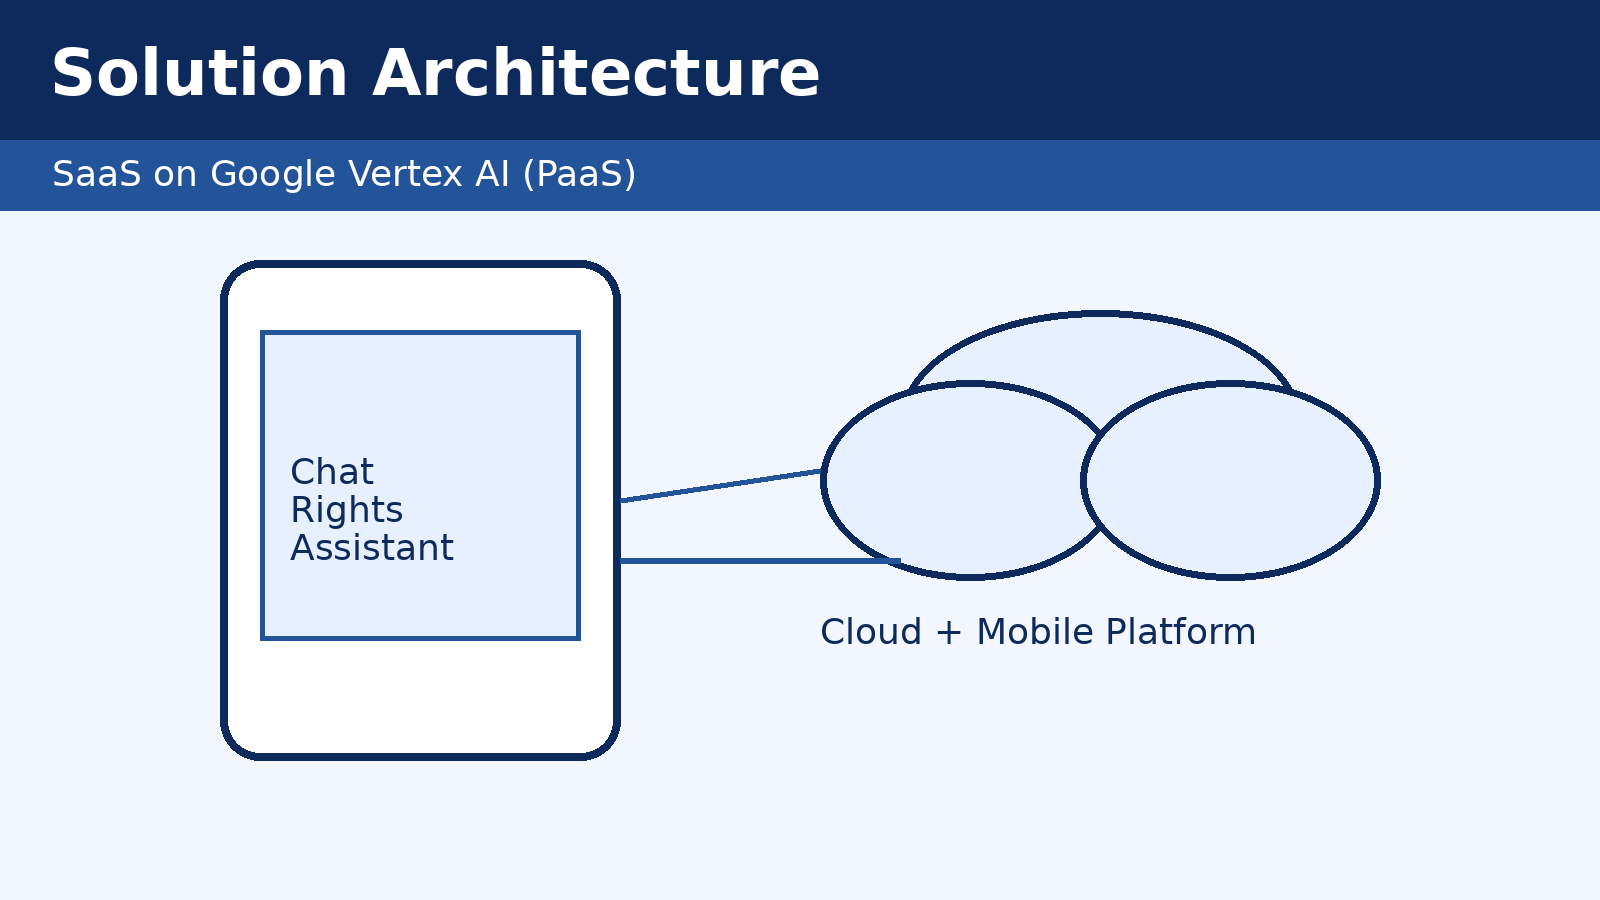 Solution Architecture
SaaS on Google Vertex AI (PaaS)
Chat
Rights
Assistant
Cloud + Mobile Platform